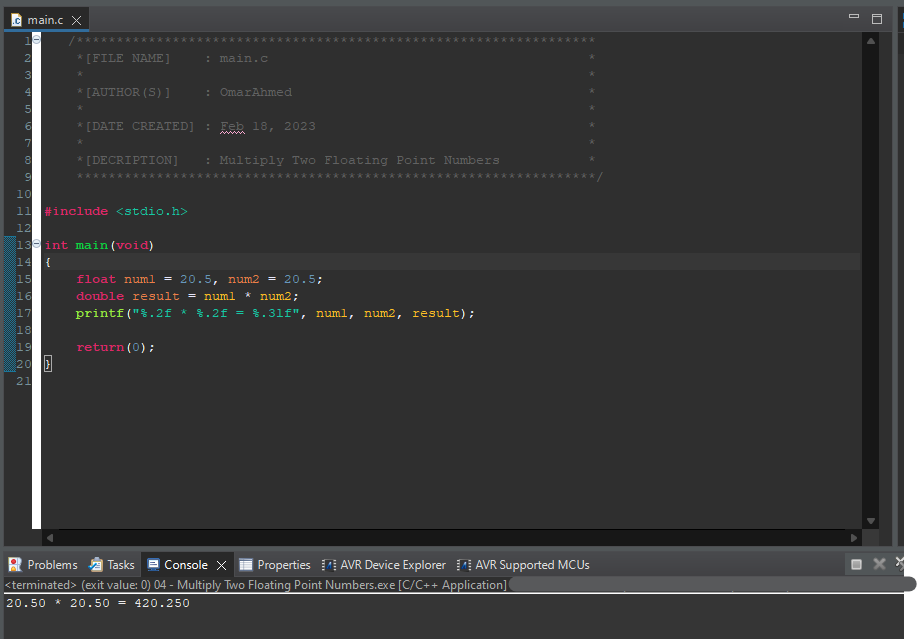 main.c
1 /*****************************************************************
2 *[FILE NAME] : main.c *
3 * *
4 *[AUTHOR(S)] : OmarAhmed *
5 * *
6 *[DATE CREATED] : Feb 18, 2023 *
7 * *
8 *[DECRIPTION] : Multiply Two Floating Point Numbers *
9 *****************************************************************/
10
11 #include <stdio.h>
12
13 int main(void)
14 {
15 float num1 = 20.5, num2 = 20.5;
16 double result = num1 * num2;
17 printf("%.2f * %.2f = %.3lf", num1, num2, result);
18
19 return(0);
20 }
21
Problems Tasks Console Properties AVR Device Explorer AVR Supported MCUs
<terminated> (exit value: 0) 04 - Multiply Two Floating Point Numbers.exe [C/C++ Application]
20.50 * 20.50 = 420.250